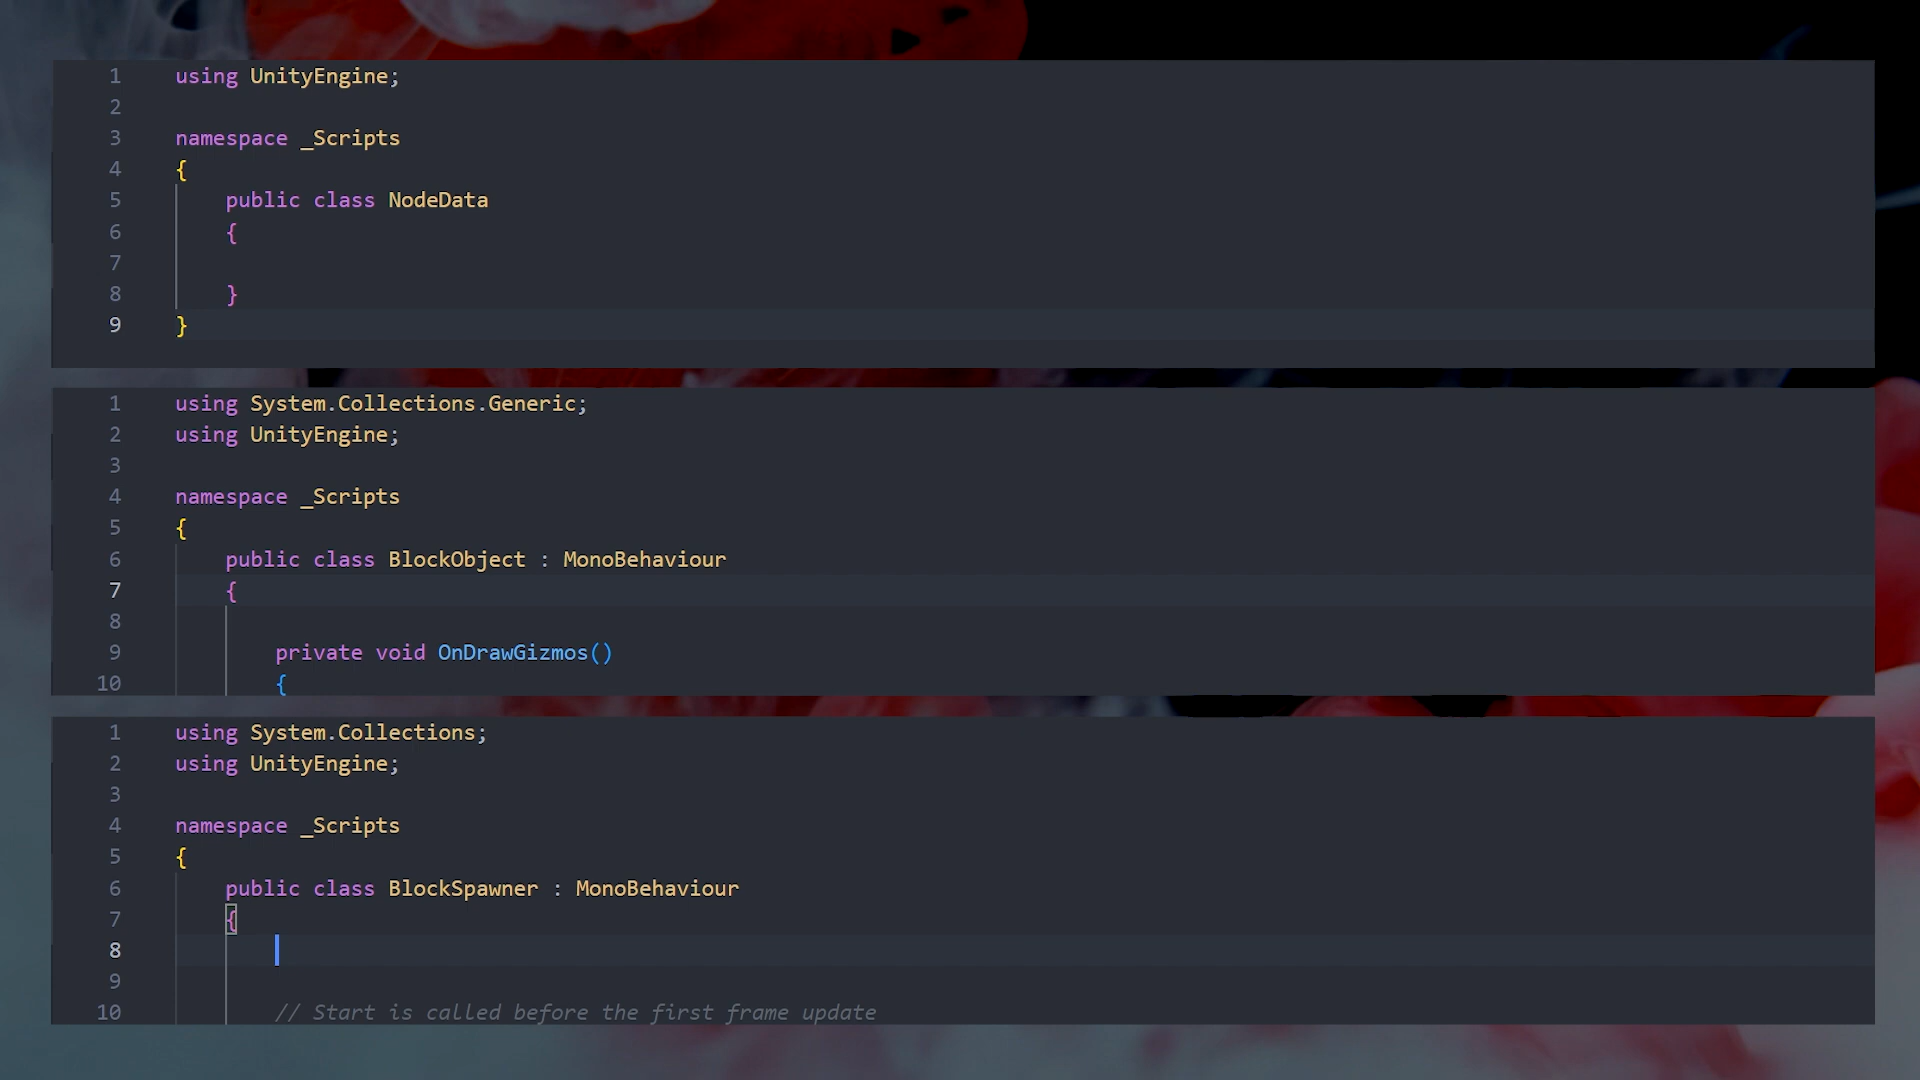 1 using UnityEngine;
2
3 namespace _Scripts
4 {
5 public class NodeData
6 {
7
8 }
9 }
1 using System.Collections.Generic;
2 using UnityEngine;
3
4 namespace _Scripts
5 {
6 public class BlockObject : MonoBehaviour
7 {
8
9 private void OnDrawGizmos()
10 {
1 using System.Collections;
2 using UnityEngine;
3
4 namespace _Scripts
5 {
6 public class BlockSpawner : MonoBehaviour
7 {
8
9
10 // Start is called before the first frame update